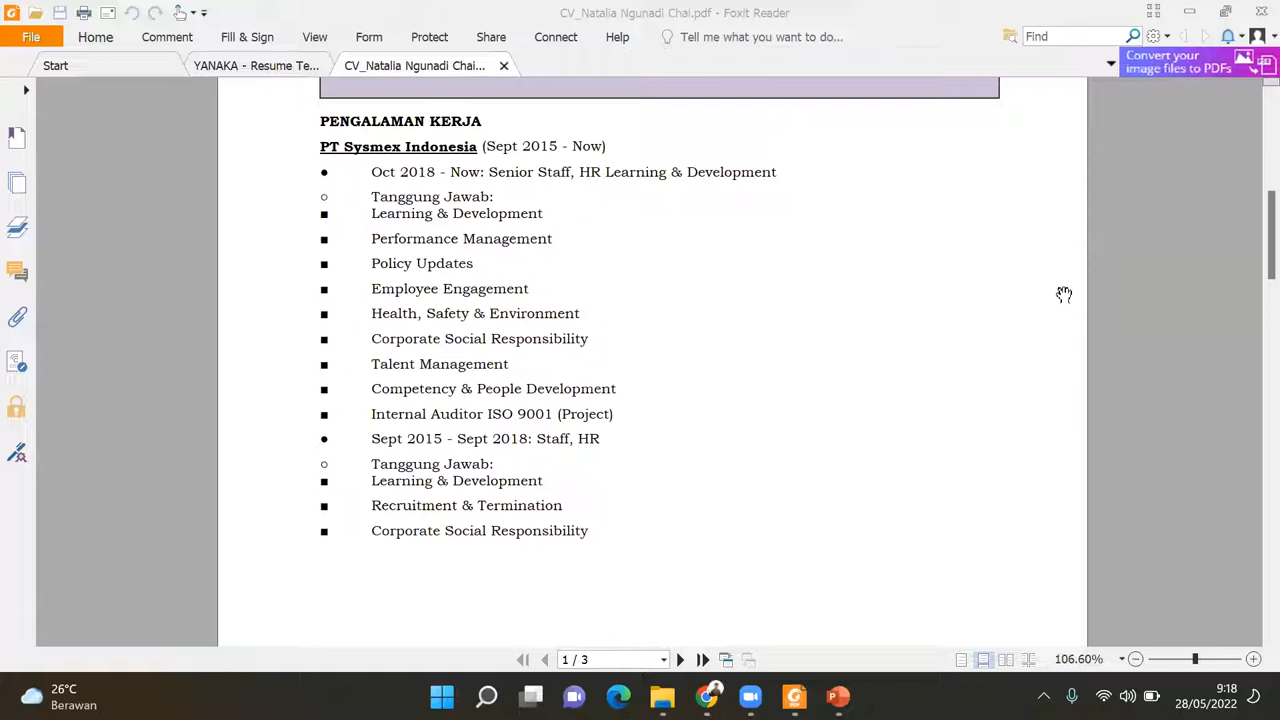 CV_Natalia Ngunadi Chai.pdf - Foxit Reader
File Home Comment Fill & Sign View Form Protect Share Connect Help Tell me what you want to do... Find
Start YANAKA - Resume Te... CV_Natalia Ngunadi Chai...
Convert your
image files to PDFs
PENGALAMAN KERJA
PT Sysmex Indonesia (Sept 2015 - Now)
● Oct 2018 - Now: Senior Staff, HR Learning & Development
○ Tanggung Jawab:
■ Learning & Development
■ Performance Management
■ Policy Updates
■ Employee Engagement
■ Health, Safety & Environment
■ Corporate Social Responsibility
■ Talent Management
■ Competency & People Development
■ Internal Auditor ISO 9001 (Project)
● Sept 2015 - Sept 2018: Staff, HR
○ Tanggung Jawab:
■ Learning & Development
■ Recruitment & Termination
■ Corporate Social Responsibility
1 / 3 106.60%
26°C
Berawan
9:18
28/05/2022